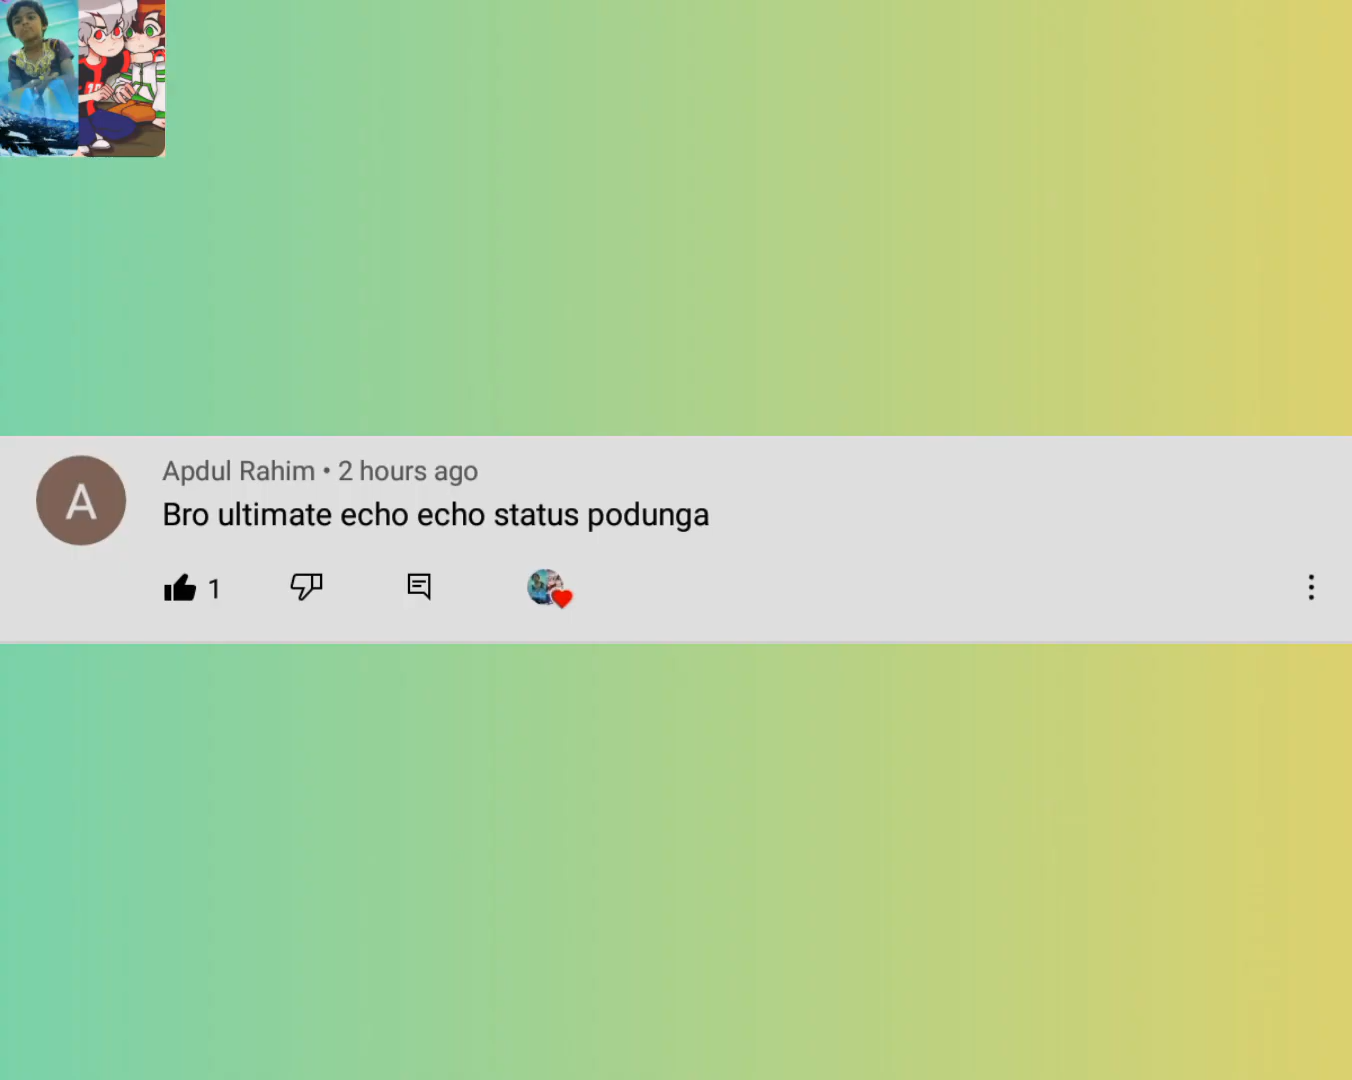 A
Apdul Rahim • 2 hours ago
Bro ultimate echo echo status podunga
1